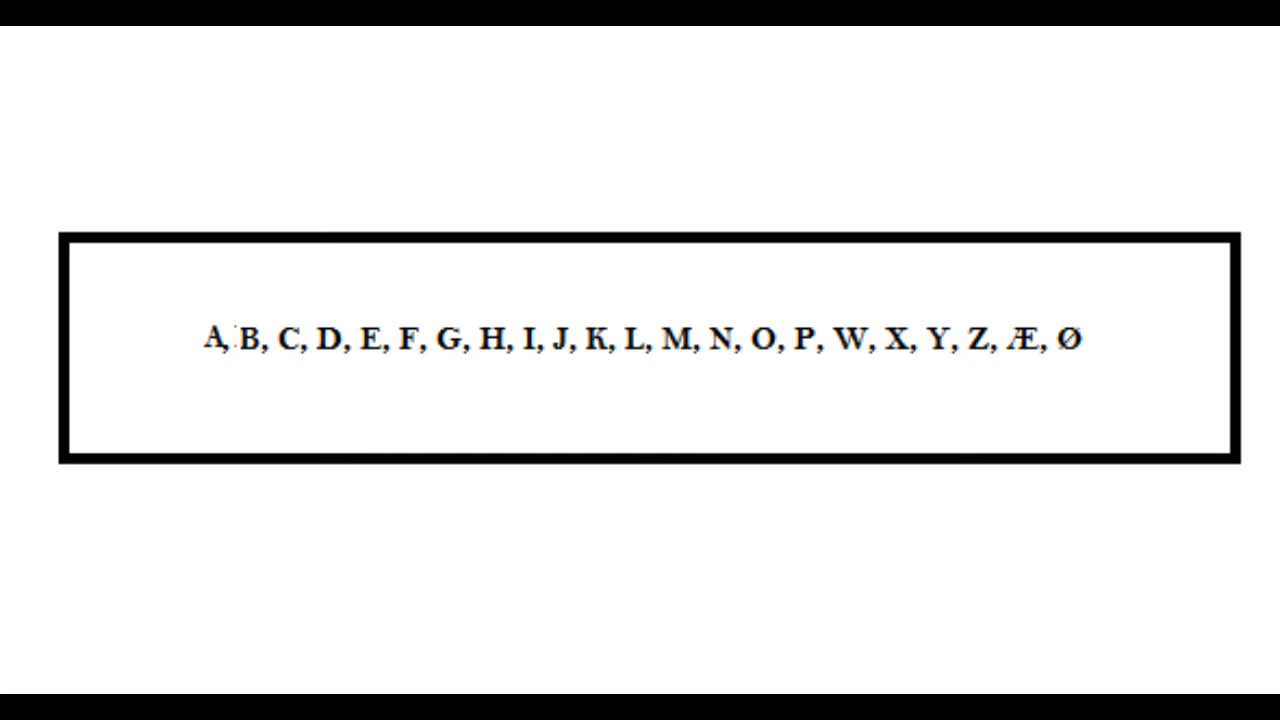 A, B, C, D, E, F, G, H, I, J, K, L, M, N, O, P, W, X, Y, Z, Æ, Ø